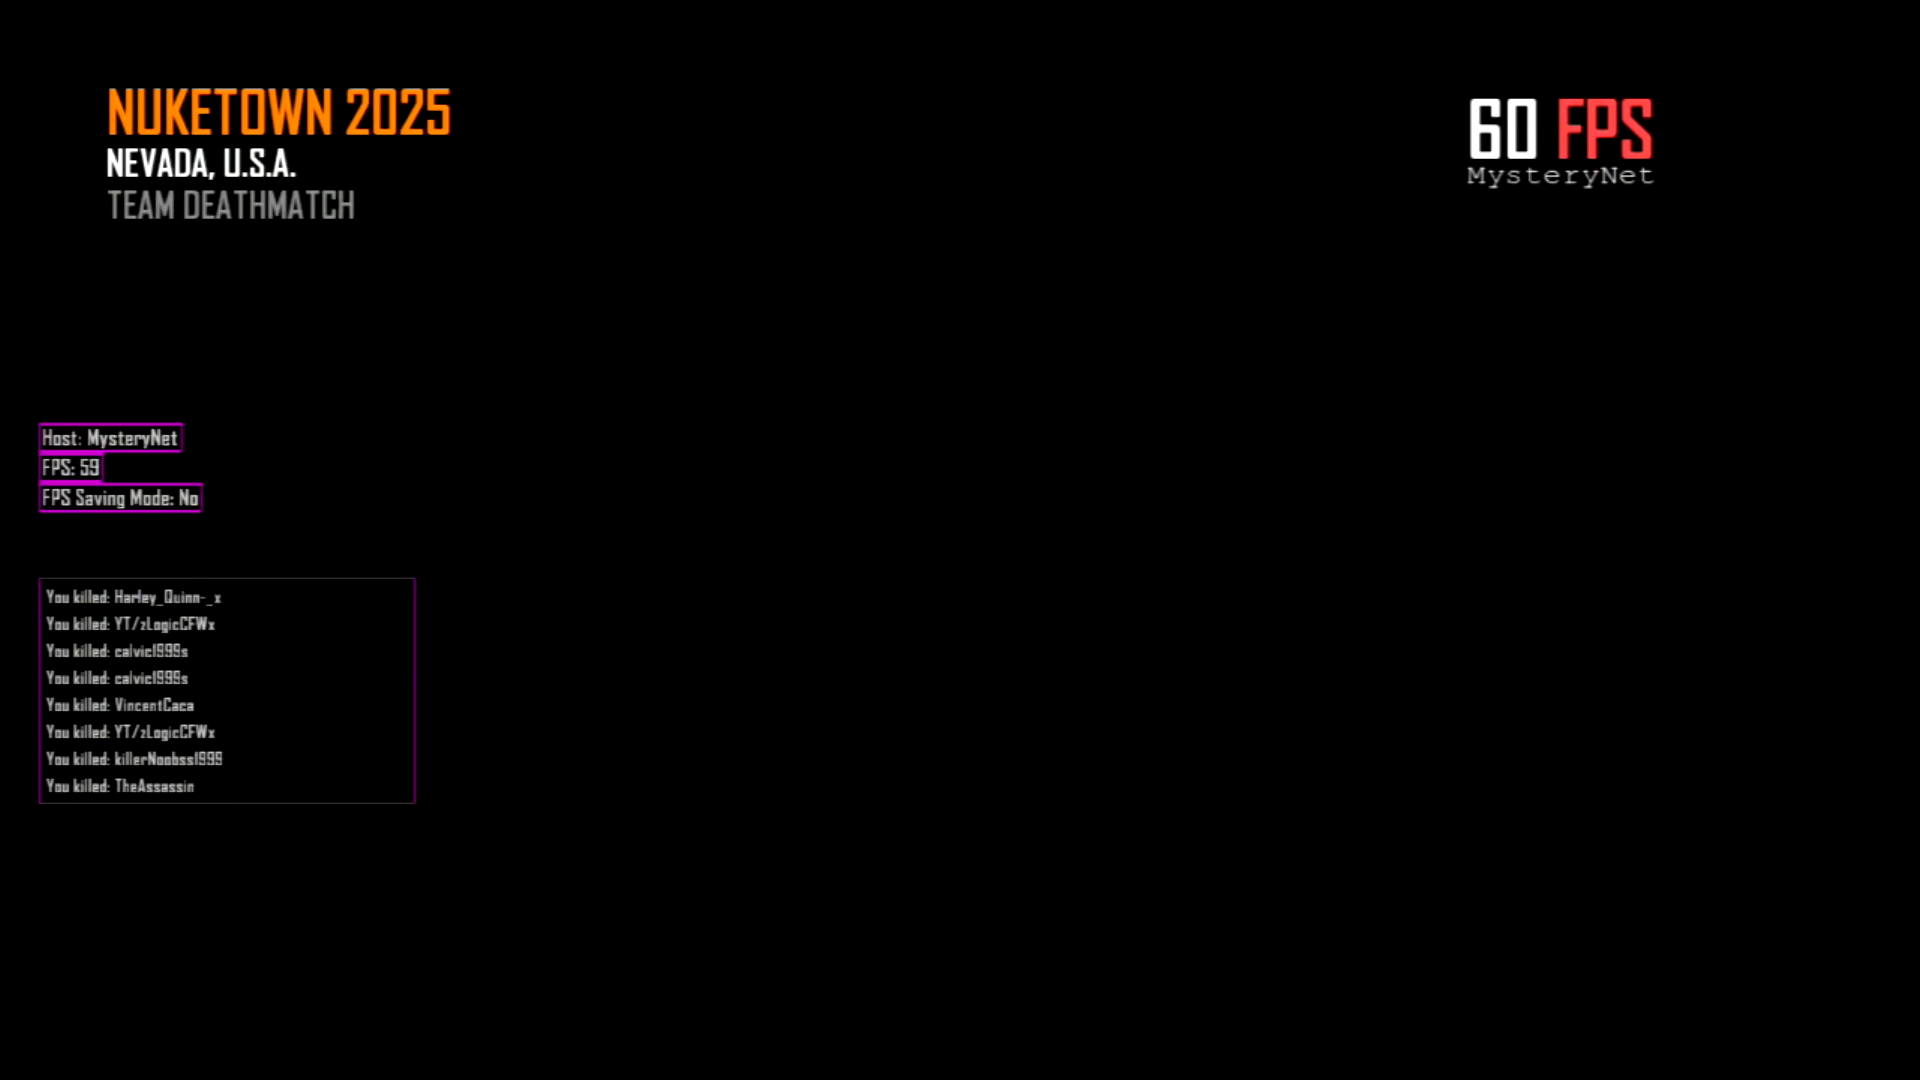 NUKETOWN 2025
NEVADA, U.S.A.
TEAM DEATHMATCH
60 FPS
MysteryNet
Host: MysteryNet
FPS: 59
FPS Saving Mode: No
You killed: Harley_Quinn-_x
You killed: YT/zLogicCFWx
You killed: calvic1999s
You killed: calvic1999s
You killed: VincentCaca
You killed: YT/zLogicCFWx
You killed: killerNoobss1999
You killed: TheAssassin